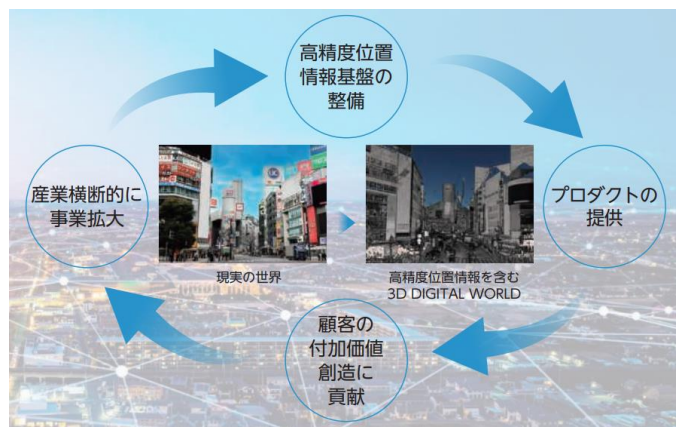 高精度位置
情報基盤の
整備
産業横断的に
事業拡大
プロダクトの
提供
現実の世界
高精度位置情報を含む
3D DIGITAL WORLD
顧客の
付加価値
創造に
貢献